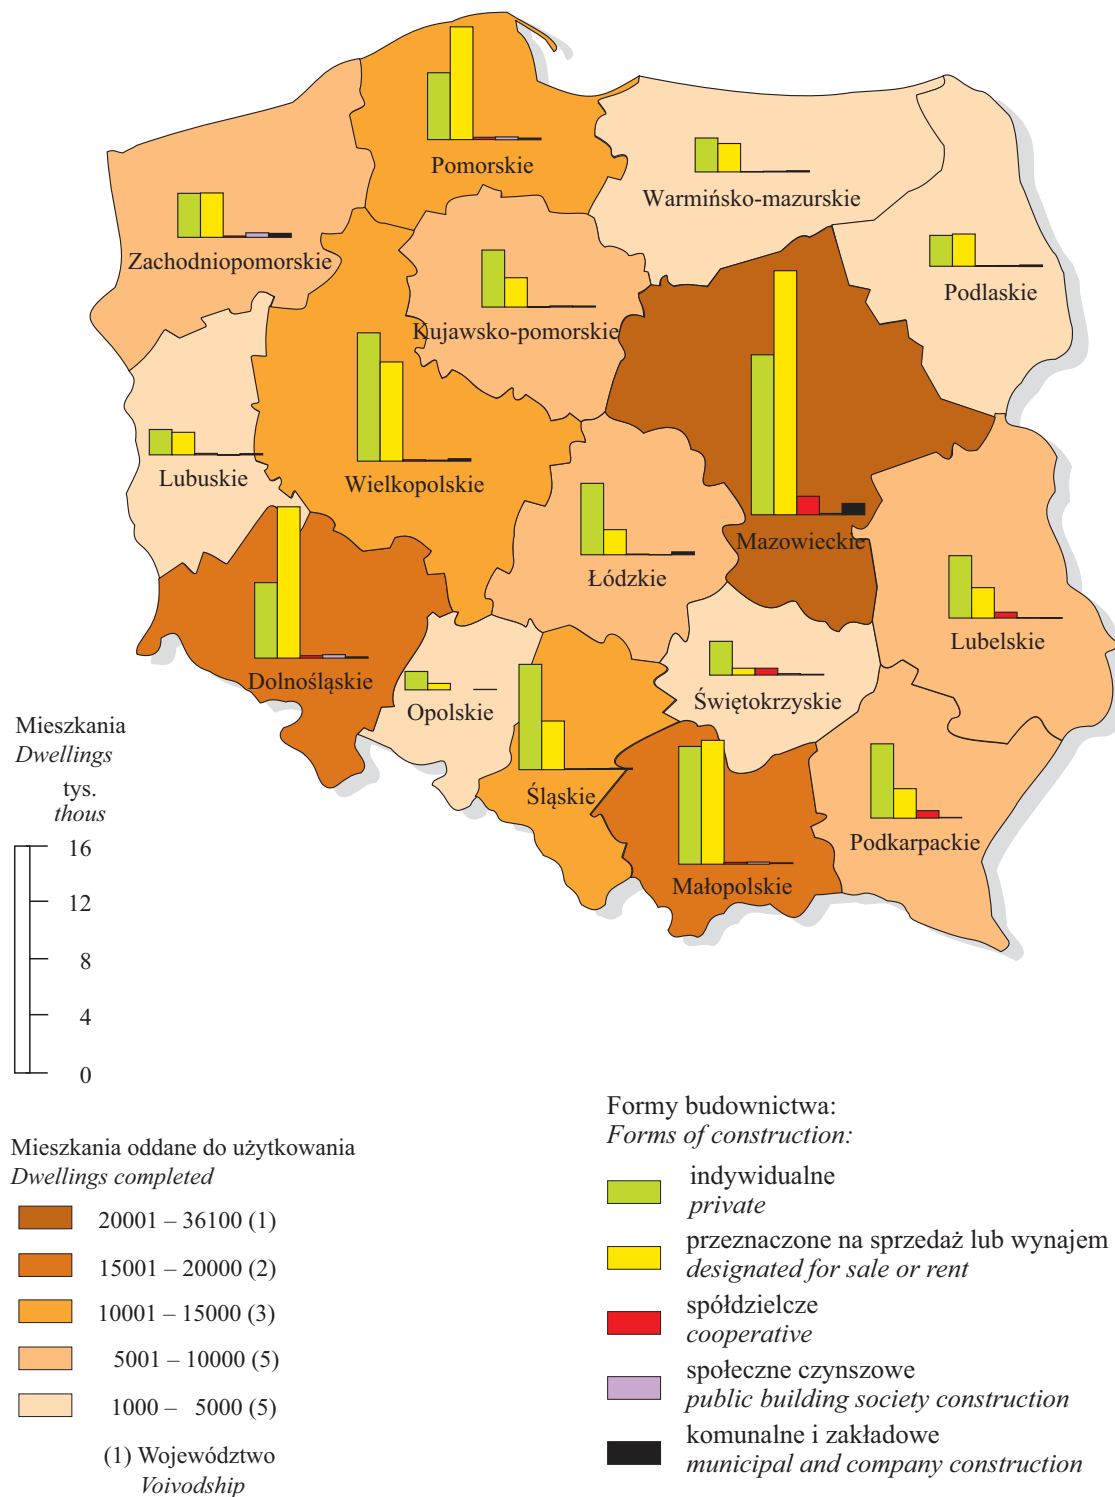 Pomorskie
Warmińsko-mazurskie
Zachodniopomorskie
Podlaskie
Kujawsko-pomorskie
Lubuskie
Wielkopolskie
Mazowieckie
Łódzkie
Lubelskie
Dolnośląskie
Opolskie
Świętokrzyskie
Śląskie
Podkarpackie
Małopolskie
Mieszkania
Dwellings
tys.
thous
16
12
8
4
0
Mieszkania oddane do użytkowania
Dwellings completed
20001 – 36100 (1)
15001 – 20000 (2)
10001 – 15000 (3)
5001 – 10000 (5)
1000 – 5000 (5)
(1) Województwo
Voivodship
Formy budownictwa:
Forms of construction:
indywidualne
private
przeznaczone na sprzedaż lub wynajem
designated for sale or rent
spółdzielcze
cooperative
społeczne czynszowe
public building society construction
komunalne i zakładowe
municipal and company construction